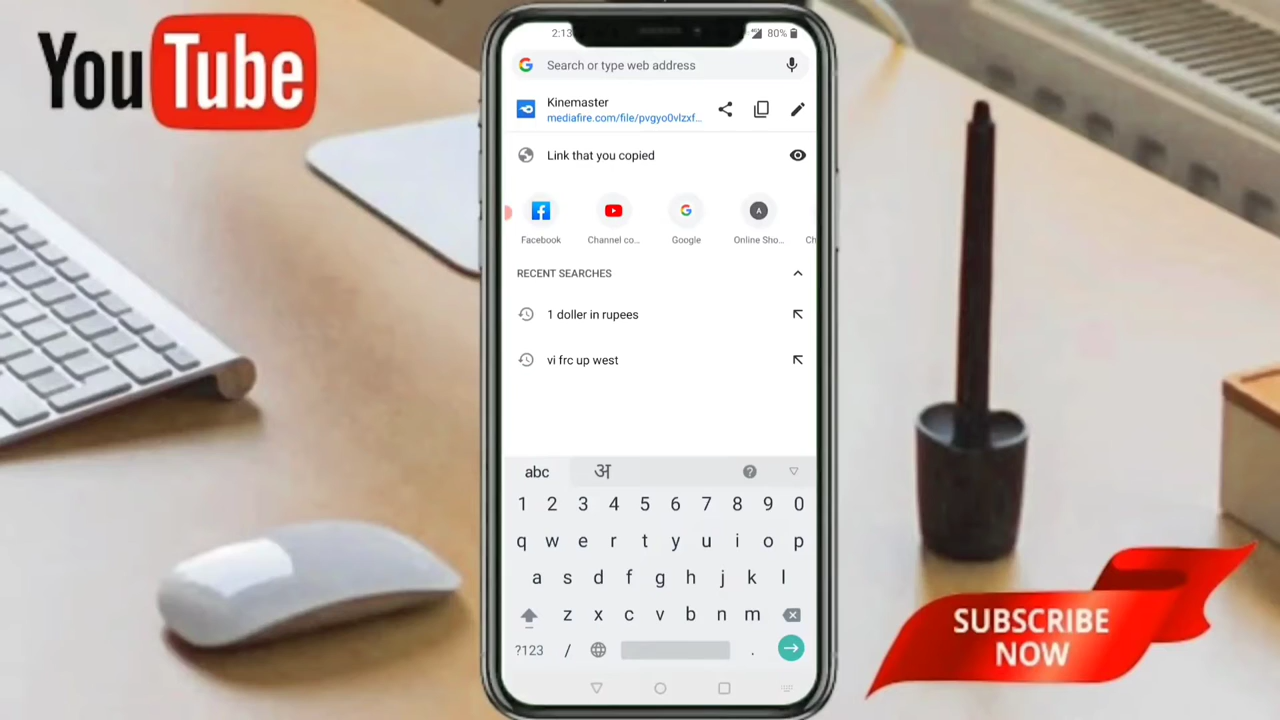 YouTube
2:13
80%
Search or type web address
Kinemaster
mediafire.com/file/pvgyo0vlzxf...
Link that you copied
Facebook
Channel co...
Google
A
Online Sho...
Ch
RECENT SEARCHES
1 doller in rupees
vi frc up west
abc
अ
?
1 2 3 4 5 6 7 8 9 0
q w e r t y u i o p
a s d f g h j k l
z x c v b n m
?123 / .
SUBSCRIBE
NOW